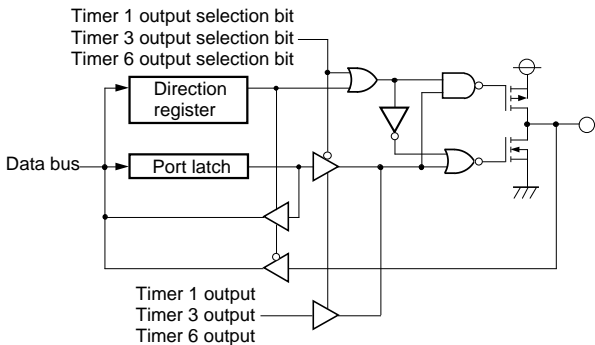 Timer 1 output selection bit
Timer 3 output selection bit
Timer 6 output selection bit
Direction
register
Data bus
Port latch
Timer 1 output
Timer 3 output
Timer 6 output